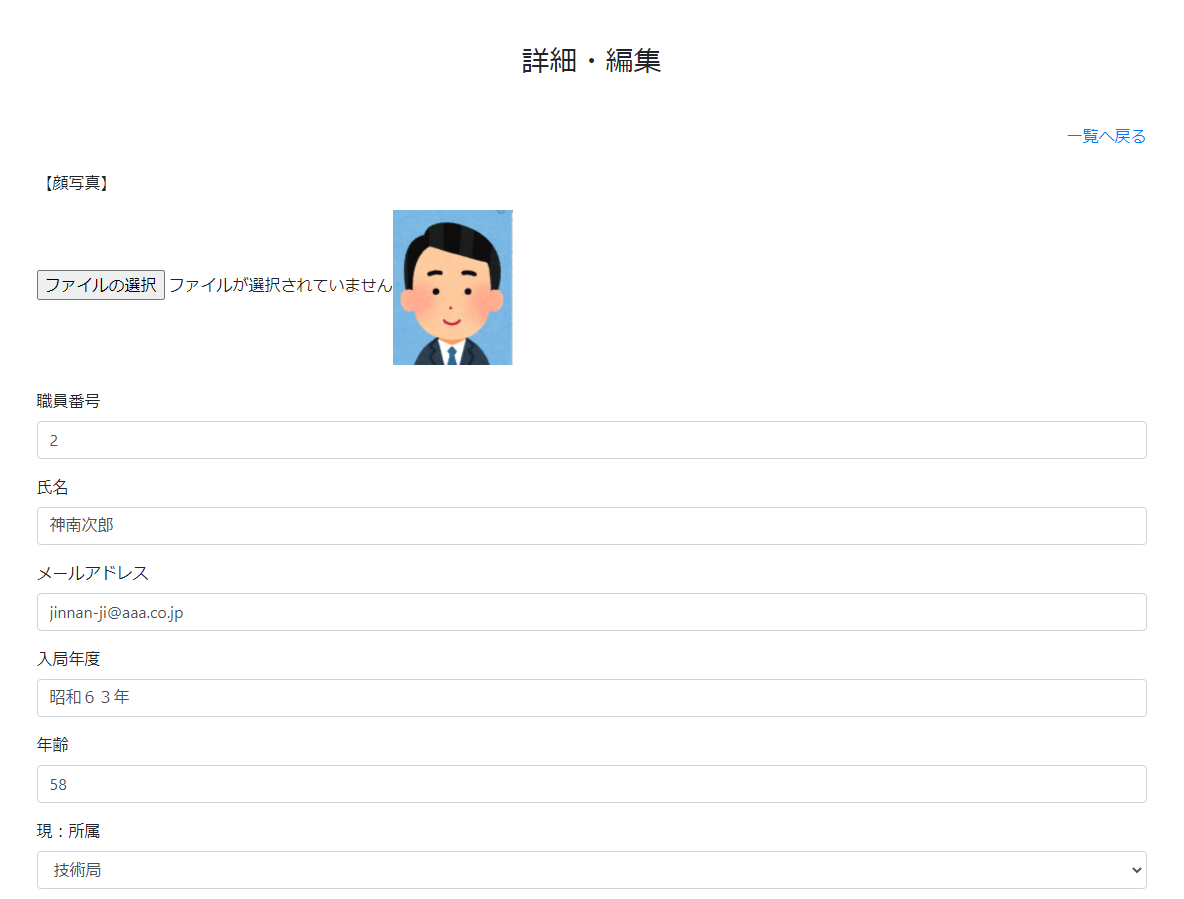 詳細・編集
一覧へ戻る
【顔写真】
ファイルの選択 ファイルが選択されていません
職員番号
2
氏名
神南次郎
メールアドレス
jinnan-ji@aaa.co.jp
入局年度
昭和６３年
年齢
58
現：所属
技術局